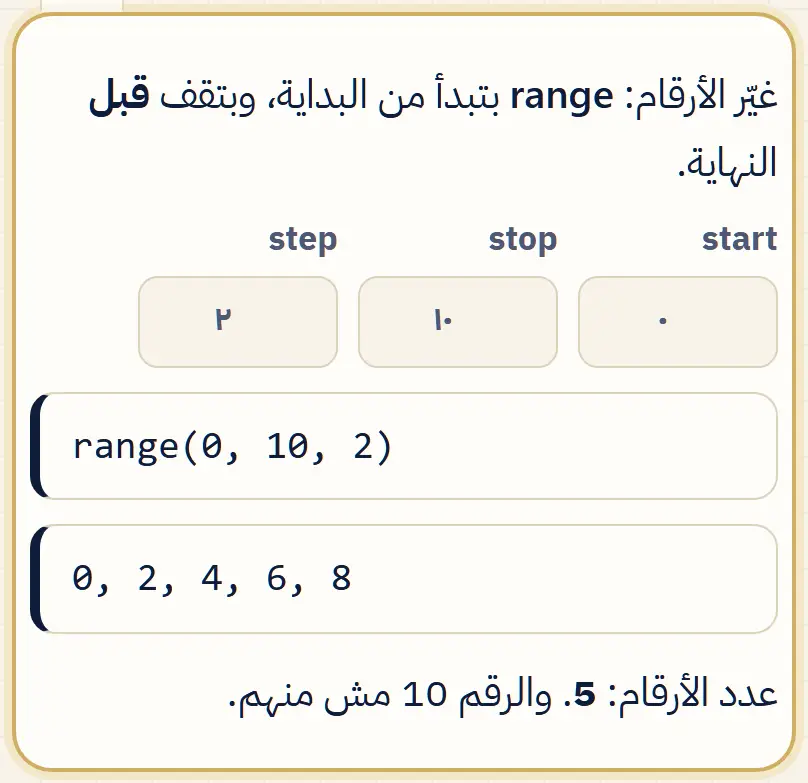 غيّر الأرقام: range بتبدأ من البداية، وبتقف قبل
النهاية.
start stop step
٠ ١٠ ٢
range(0, 10, 2)
0, 2, 4, 6, 8
عدد الأرقام: 5. والرقم 10 مش منهم.